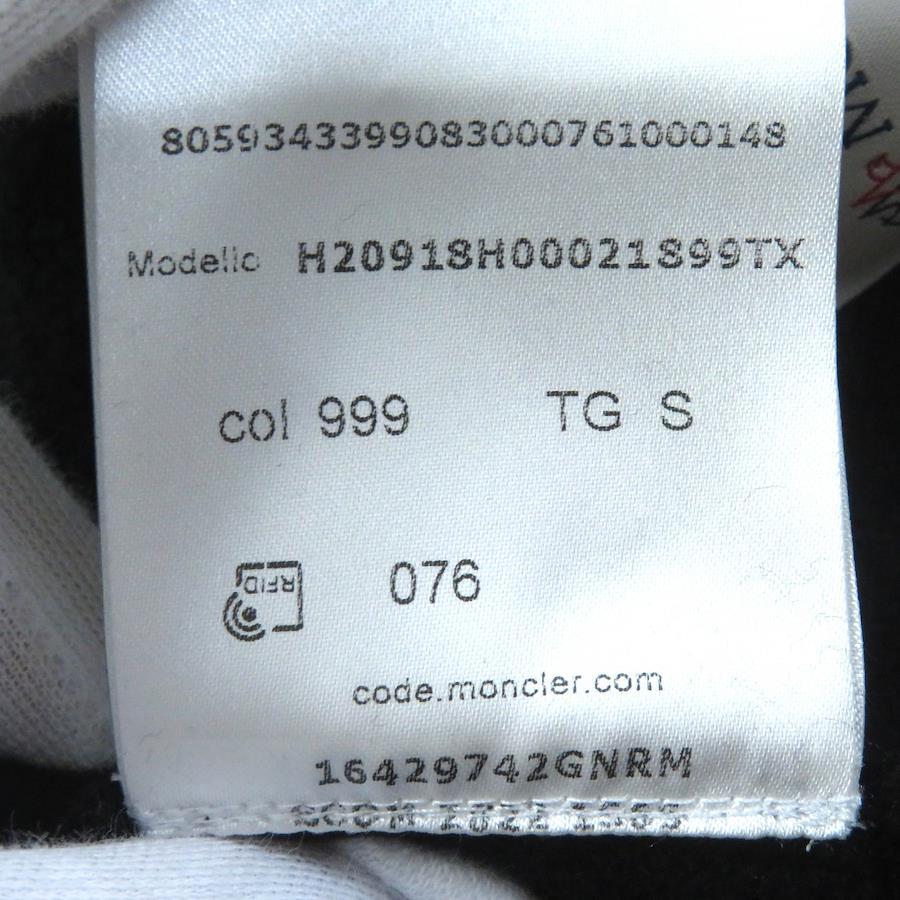 8059343399083000761000148
Modello H20918H00021899TX
col 999 TG S
RFID 076
code.moncler.com
16429742GNRM